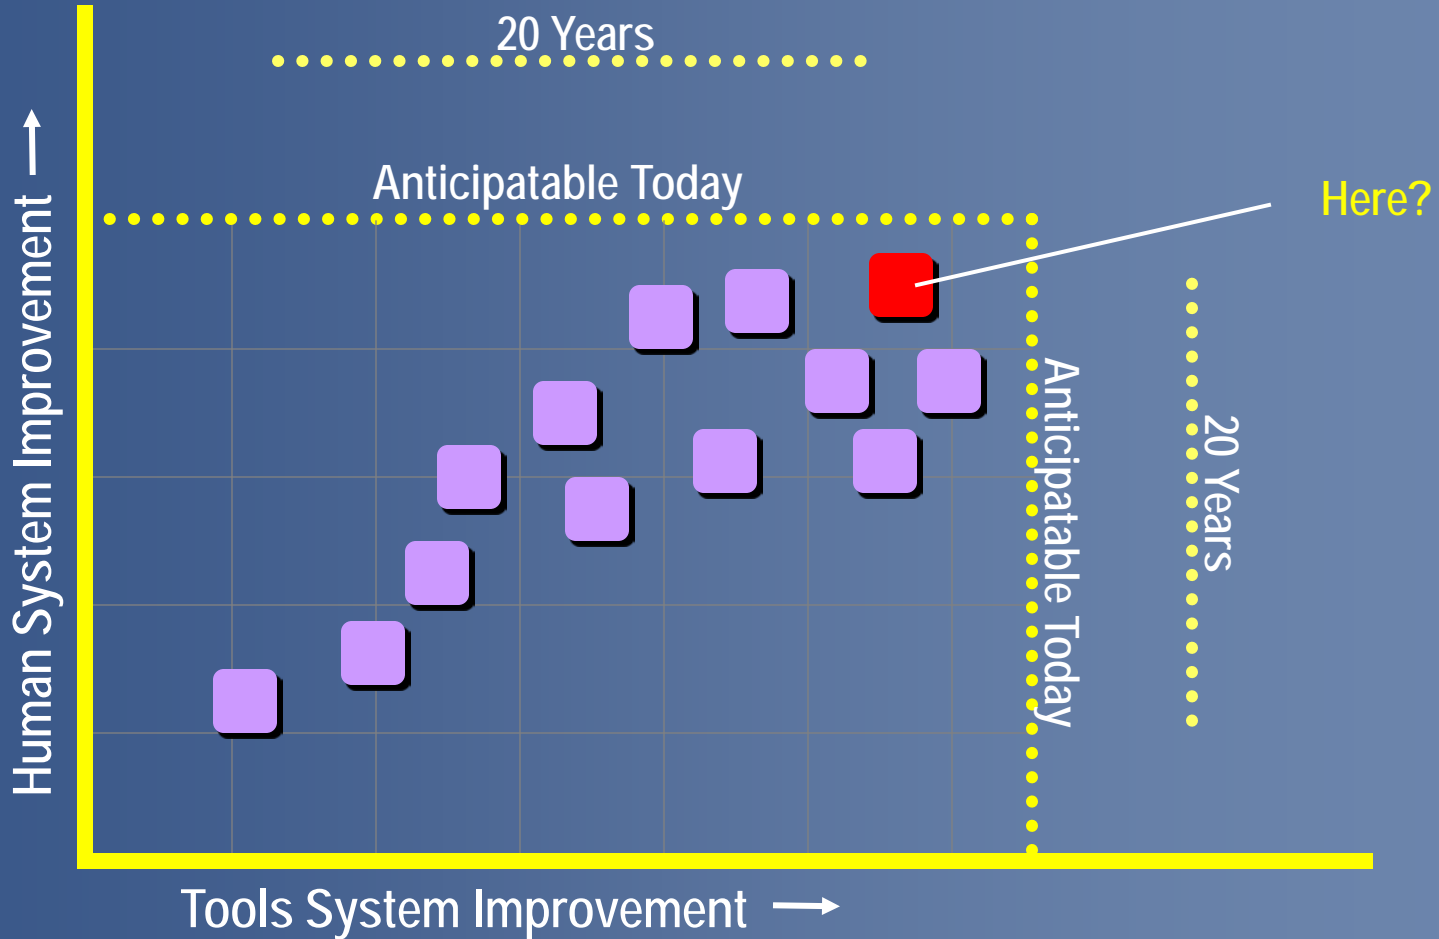 20 Years
Anticipatable Today
Here?
Human System Improvement
Anticipatable Today
20 Years
Tools System Improvement